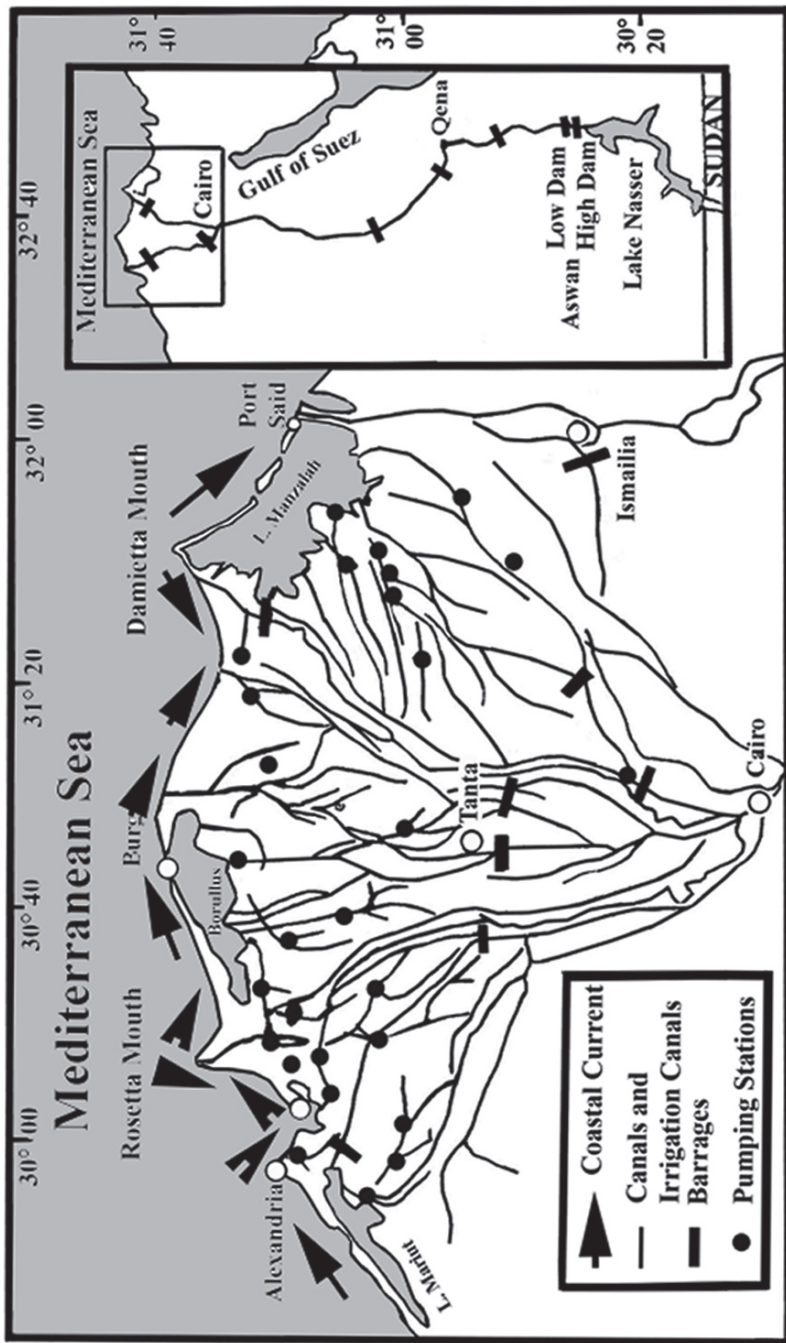 30° 00
30° 40
31° 20
32° 00
32° 40
31° 40
31° 00
30° 20
Mediterranean Sea
Rosetta Mouth
Damietta Mouth
Alexandria
L. Mariut
Borullus
L. Manzalah
Port
Said
Tanta
Ismailia
Cairo
Coastal Current
Canals and
Irrigation Canals
Barrages
Pumping Stations
Mediterranean Sea
Cairo
Gulf of Suez
Qena
Aswan
Low Dam
High Dam
Lake Nasser
SUDAN